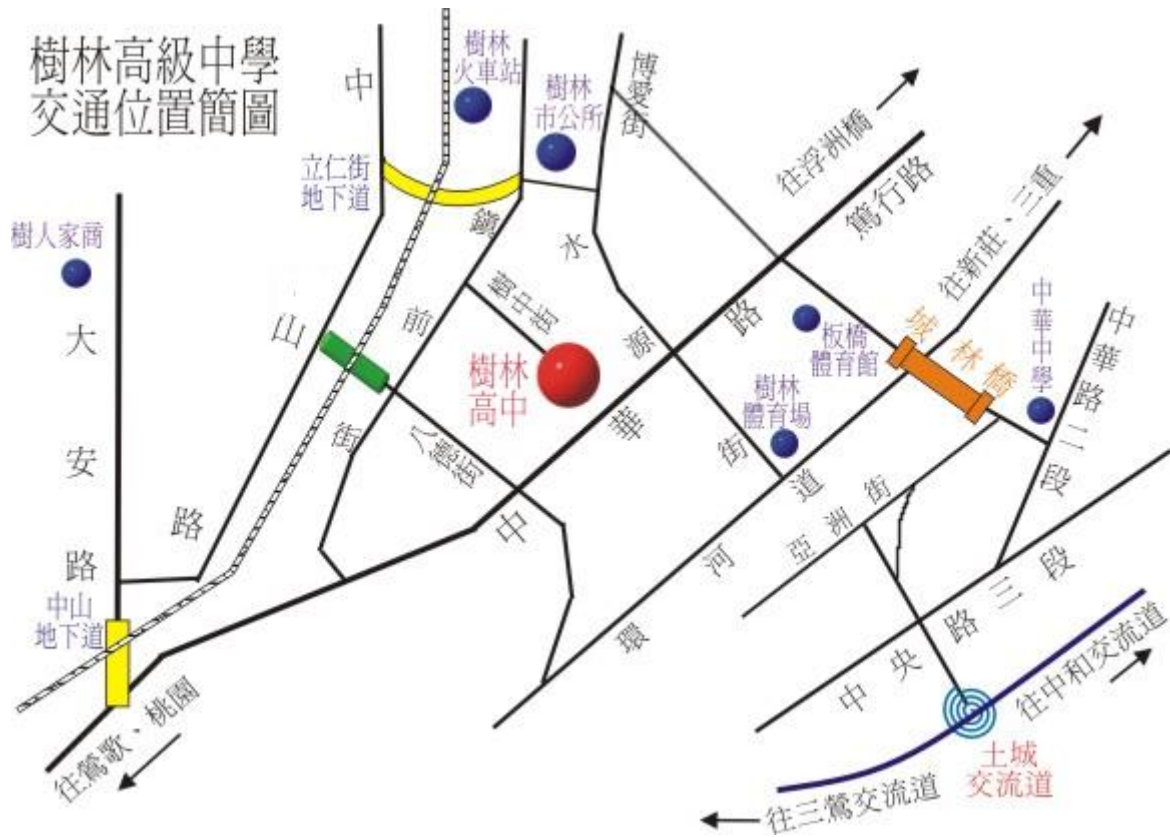 樹林高級中學
交通位置簡圖
樹林
火車站
樹林
市公所
博愛街
往浮洲橋
篤行路
往新莊、三重
立仁街
地下道
樹人家商
中山路
鎮前街
樹中街
樹林
高中
水源街
中華路
板橋
體育館
城林橋
中華中學
中華路二段
樹林
體育場
大安路
八德街
環河道
亞洲街
中山
地下道
中央路三段
往中和交流道
往鶯歌、桃園
土城
交流道
往三鶯交流道